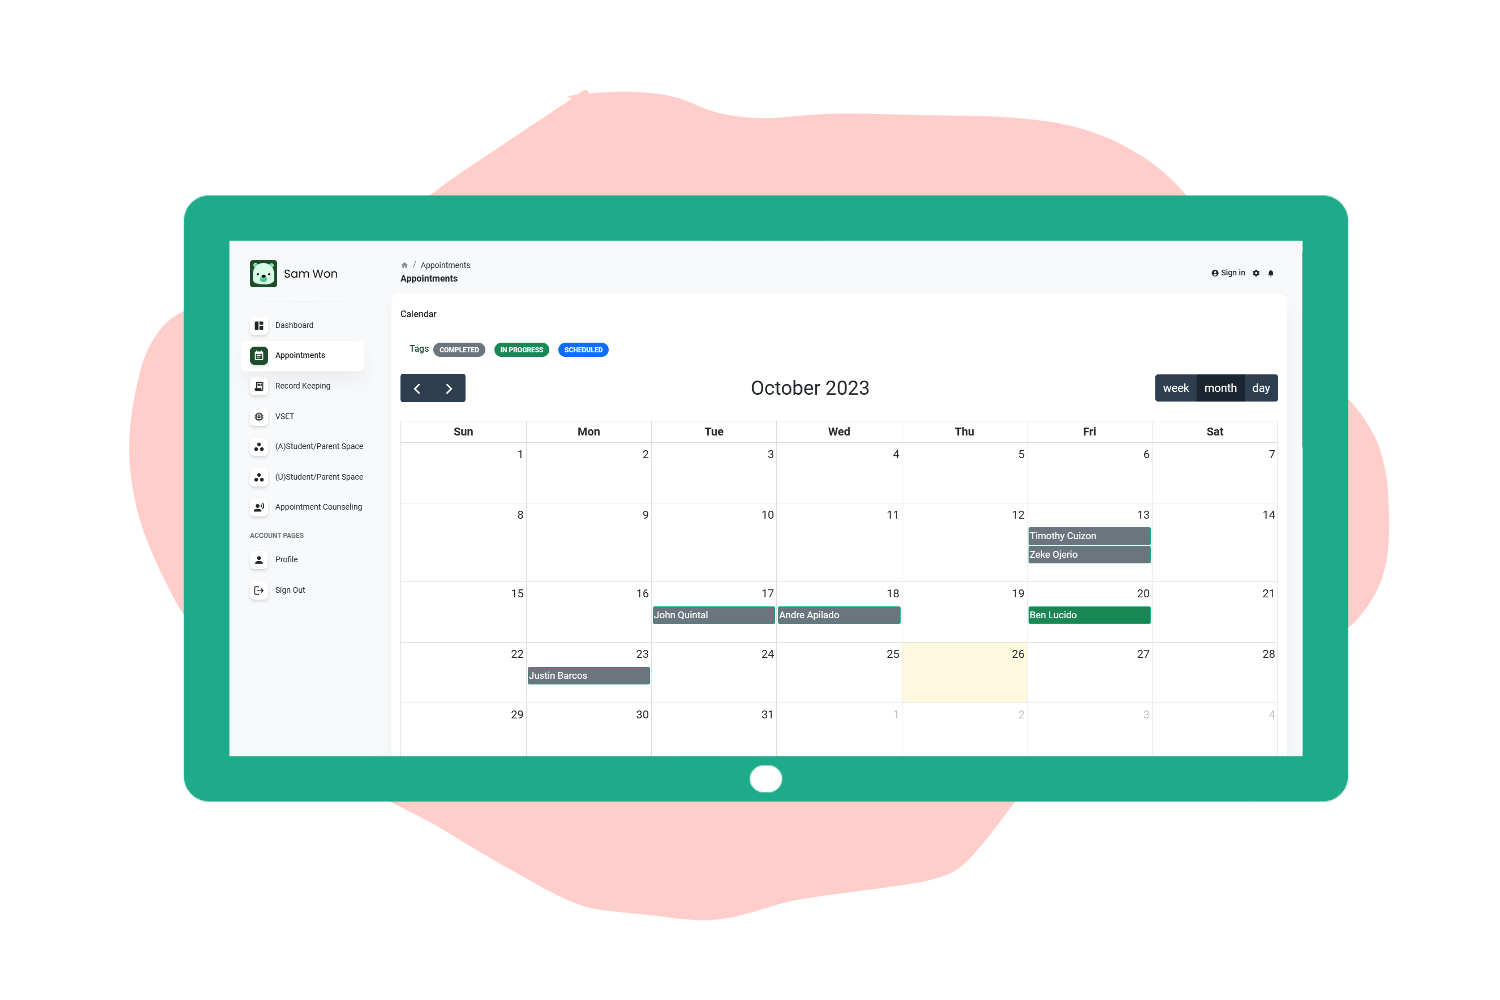 Sam Won
Dashboard
Appointments
Record Keeping
VSET
(A)Student/Parent Space
(U)Student/Parent Space
Appointment Counseling
ACCOUNT PAGES
Profile
Sign Out
/ Appointments
Appointments
Sign in
Calendar
Tags COMPLETED IN PROGRESS SCHEDULED
October 2023
week month day
Sun Mon Tue Wed Thu Fri Sat
1 2 3 4 5 6 7
8 9 10 11 12 13 14
Timothy Cuizon
Zeke Ojerio
15 16 17 18 19 20 21
John Quintal Andre Apilado Ben Lucido
22 23 24 25 26 27 28
Justin Barcos
29 30 31 1 2 3 4